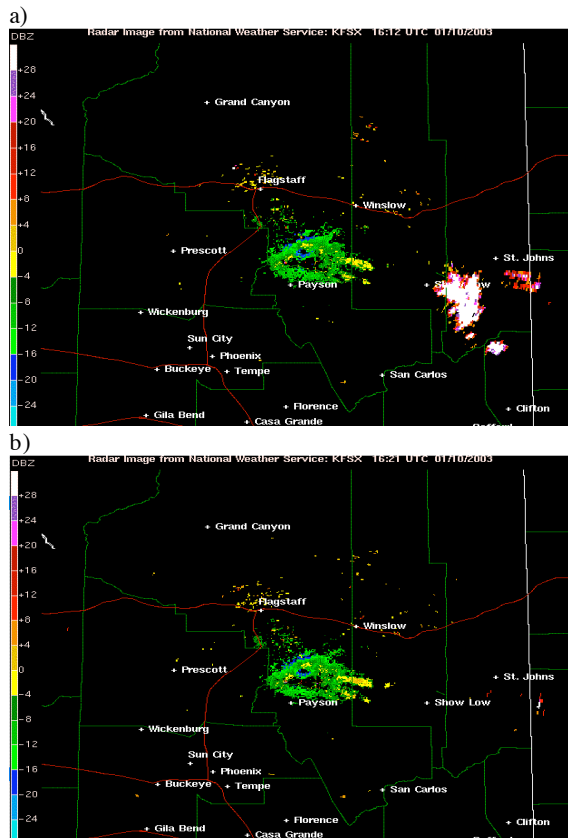 a)
DBZ Radar Image from National Weather Service: KFSX 16:12 UTC 01/10/2003
+28
+24
+20
+16
+12
+8
+4
0
-4
-8
-12
-16
-20
-24
Grand Canyon
Flagstaff
Winslow
Prescott
St. Johns
Payson
Wickenburg
Sun City
Phoenix
Buckeye
Tempe
San Carlos
Florence
Clifton
Gila Bend
Casa Grande
b)
DBZ Radar Image from National Weather Service: KFSX 16:21 UTC 01/10/2003
+28
+24
+20
+16
+12
+8
+4
0
-4
-8
-12
-16
-20
-24
Grand Canyon
Flagstaff
Winslow
Prescott
St. Johns
Payson
Show Low
Wickenburg
Sun City
Phoenix
Buckeye
Tempe
San Carlos
Florence
Clifton
Gila Bend
Casa Grande